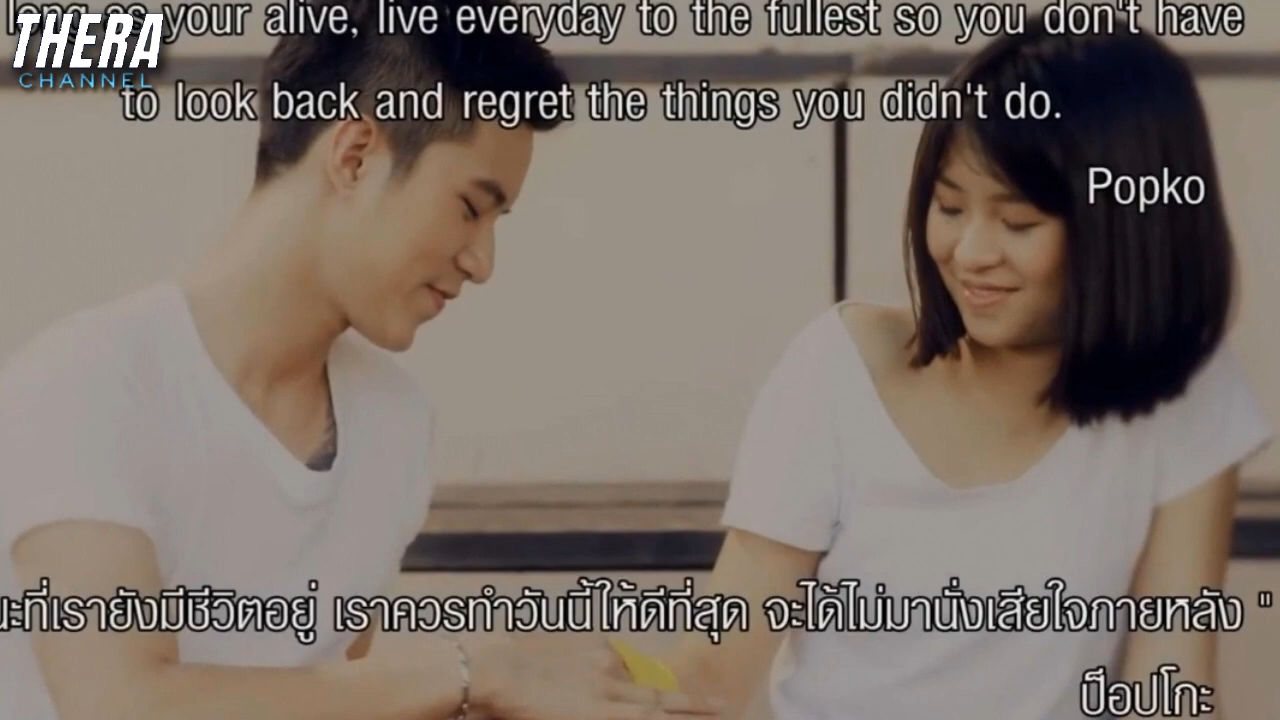 THERA
CHANNEL
long as your alive, live everyday to the fullest so you don't have
to look back and regret the things you didn't do.
Popko
ที่เรายังมีชีวิตอยู่ เราควรทำวันนี้ให้ดีที่สุด จะได้ไม่มานั่งเสียใจภายหลัง "
ป็อปโกะ